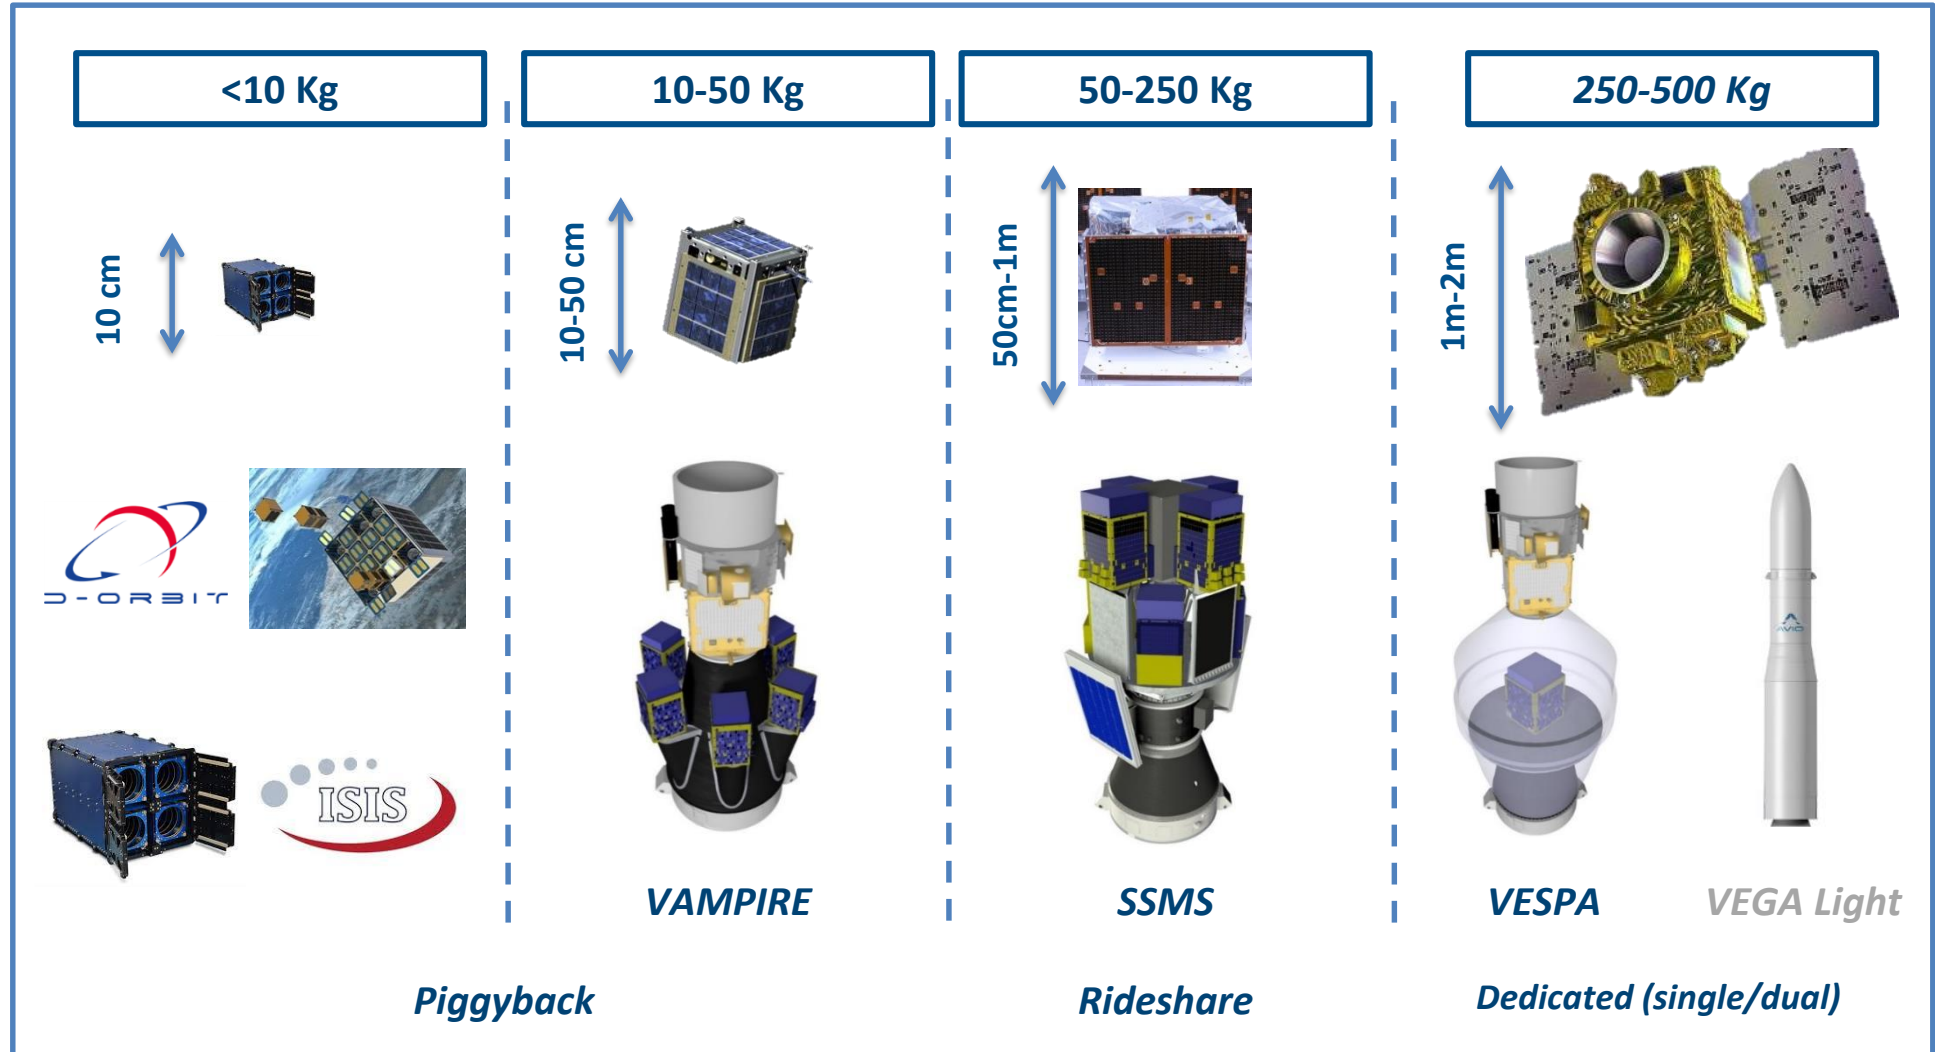 <10 Kg
10-50 Kg
50-250 Kg
250-500 Kg
10 cm
10-50 cm
50cm-1m
1m-2m
D-ORBIT
AVIO
ISIS
VAMPIRE
SSMS
VESPA
VEGA Light
Piggyback
Rideshare
Dedicated (single/dual)